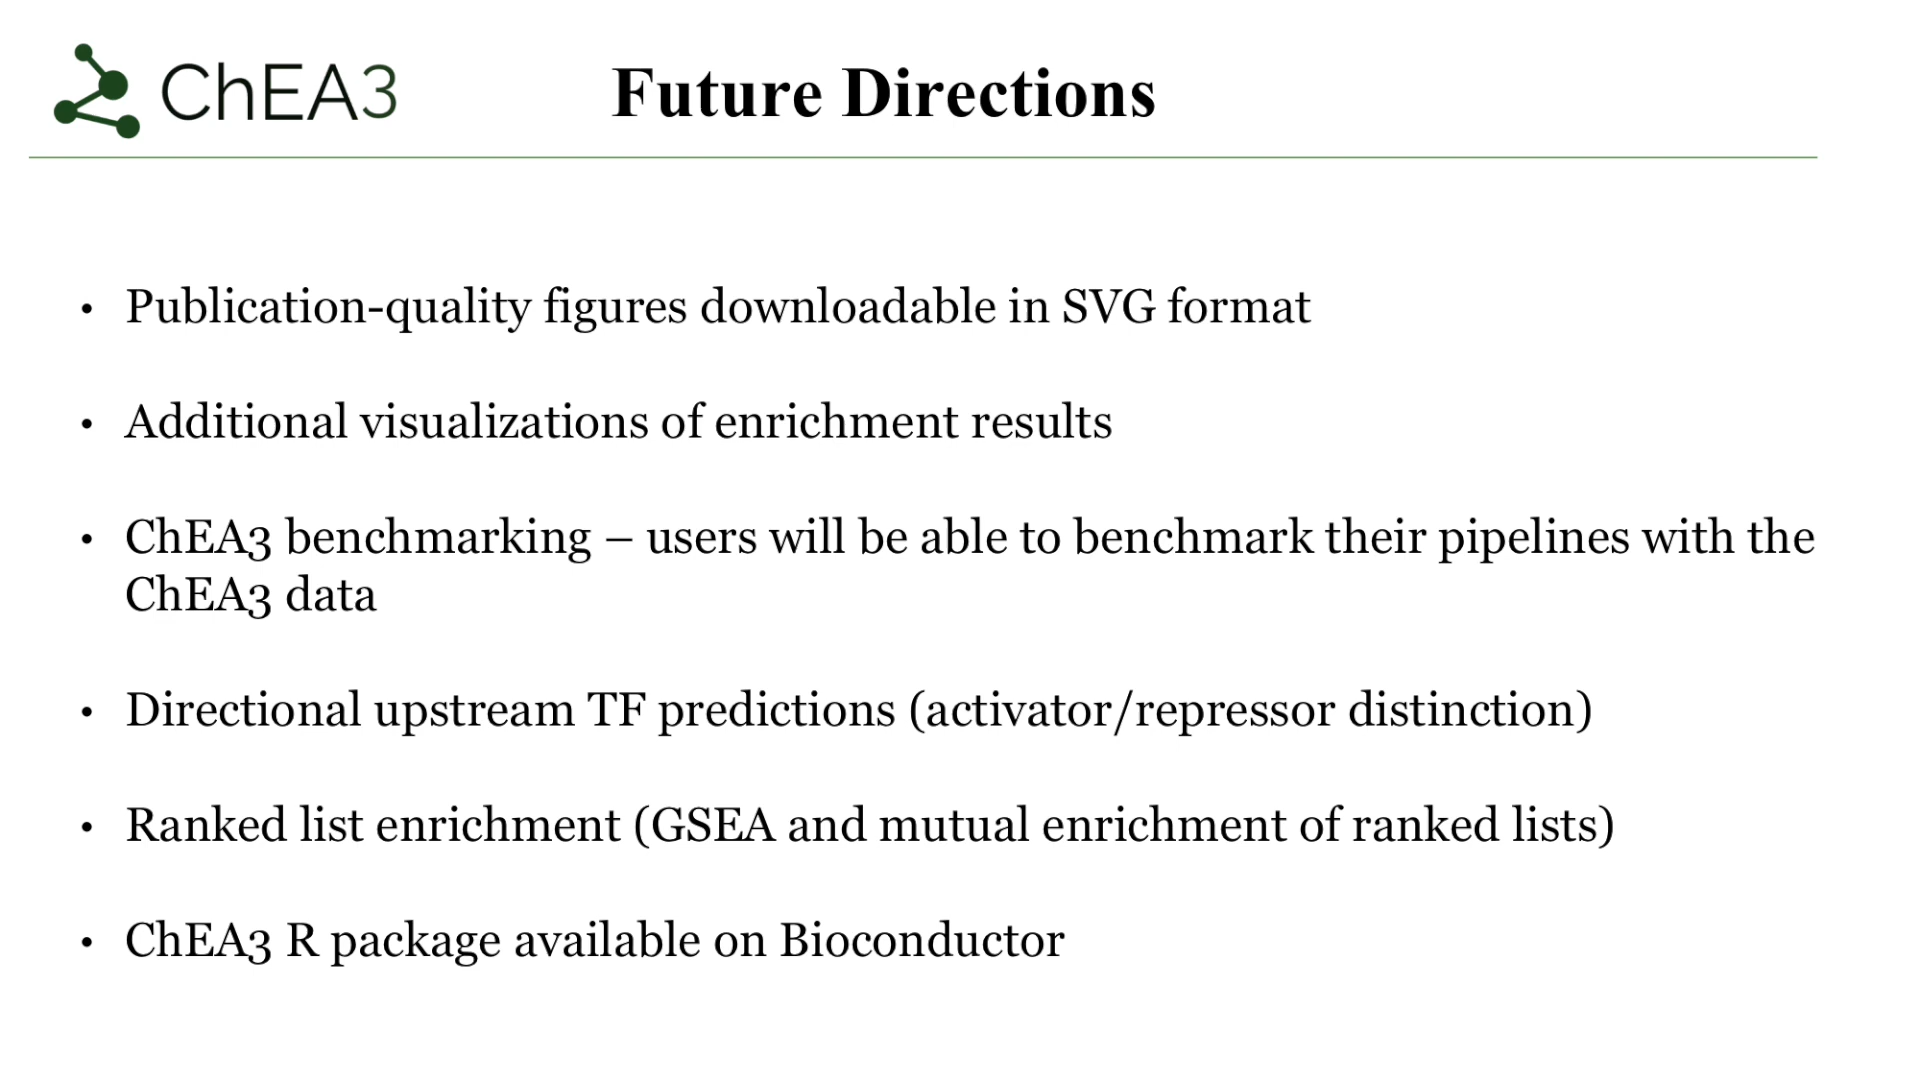 ChEA3
Future Directions
• Publication-quality figures downloadable in SVG format
• Additional visualizations of enrichment results
• ChEA3 benchmarking – users will be able to benchmark their pipelines with the
ChEA3 data
• Directional upstream TF predictions (activator/repressor distinction)
• Ranked list enrichment (GSEA and mutual enrichment of ranked lists)
• ChEA3 R package available on Bioconductor